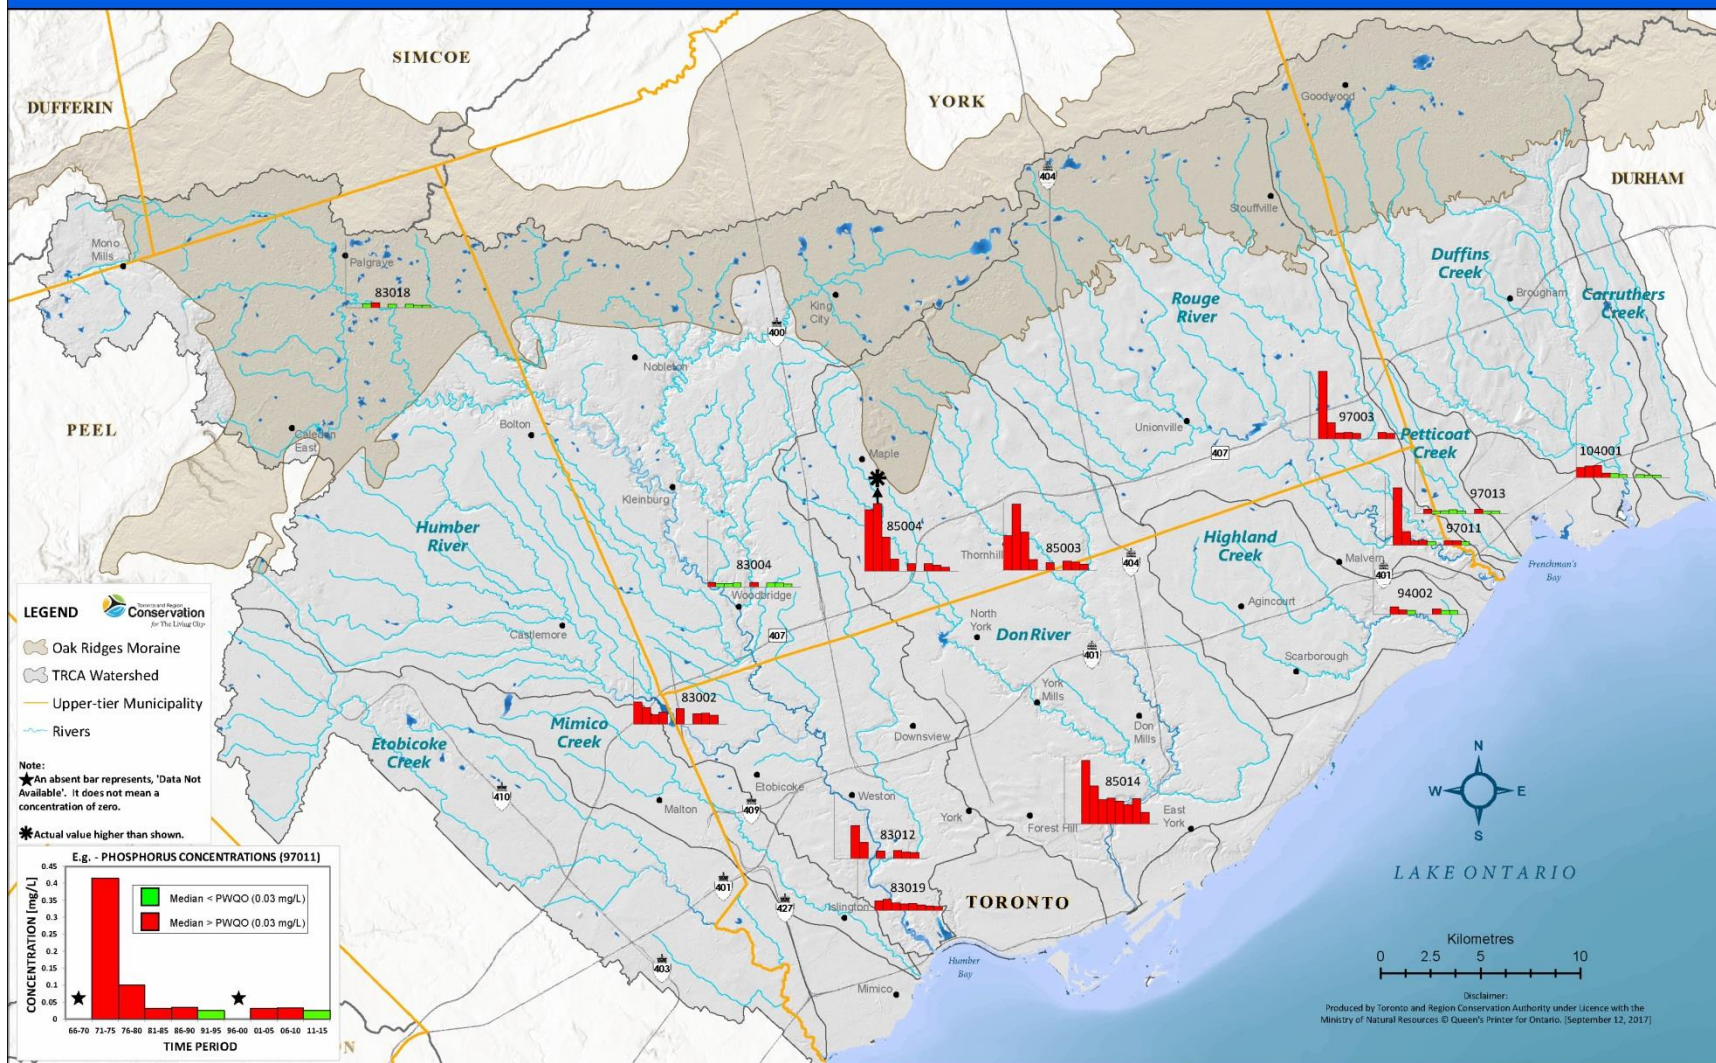 SIMCOE
DUFFERIN
YORK
DURHAM
PEEL
Goodwood
404
Stouffville
Mono
Mills
Palgrave
83018
King
City
400
Rouge
River
Duffins
Creek
Brougham
Carruthers
Creek
Nobleton
Bolton
Caledon
East
Unionville
97003
407
Petticoat
Creek
104001
Maple
Kleinburg
Humber
River
85004
Thornhill
85003
404
Highland
Creek
97013
97011
Malvern
401
Frenchman's
Bay
83004
Woodbridge
407
94002
Agincourt
North
York
Don River
401
Scarborough
Castlemore
York
Mills
Don
Mills
83002
Mimico
Creek
Etobicoke
Creek
Downsview
85014
East
York
Etobicoke
410
Malton
409
Weston
York
Forest Hill
83012
83019
401
427
Islington
TORONTO
403
Humber
Bay
Mimico
LAKE ONTARIO
N
W
E
S
Kilometres
0 2.5 5 10
Disclaimer:
Produced by Toronto and Region Conservation Authority under Licence with the
Ministry of Natural Resources © Queen's Printer for Ontario. [September 12, 2017]
LEGEND
Toronto and Region
Conservation
for The Living City
Oak Ridges Moraine
TRCA Watershed
Upper-tier Municipality
Rivers
Note:
★An absent bar represents, 'Data Not
Available'. It does not mean a
concentration of zero.
Actual value higher than shown.
E.g. - PHOSPHORUS CONCENTRATIONS (97011)
CONCENTRATION [mg/L]
0.45
0.4
0.35
0.3
0.25
0.2
0.15
0.1
0.05
0
Median < PWQO (0.03 mg/L)
Median > PWQO (0.03 mg/L)
66-70 71-75 76-80 81-85 86-90 91-95 96-00 01-05 06-10 11-15
TIME PERIOD